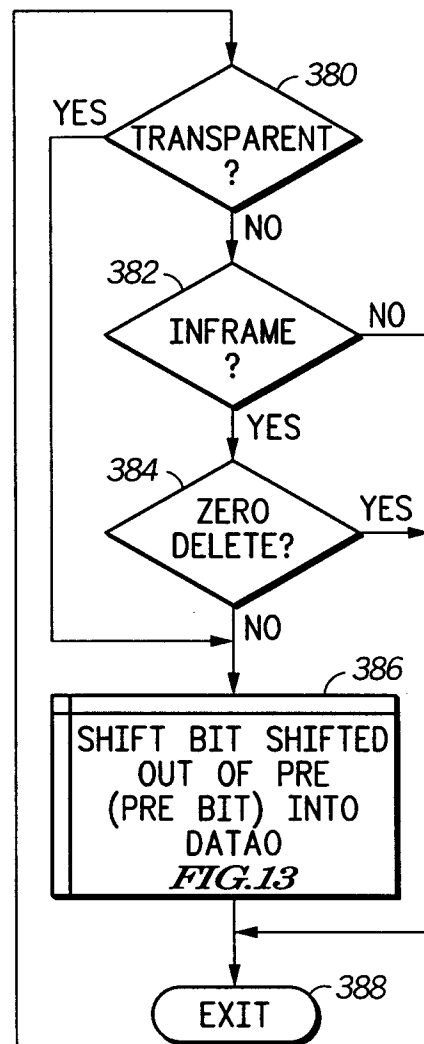 380
YES
TRANSPARENT
?
NO
382
INFRAME
?
NO
YES
384
ZERO
DELETE?
YES
NO
386
SHIFT BIT SHIFTED
OUT OF PRE
(PRE BIT) INTO
DATAO
FIG.13
EXIT
388